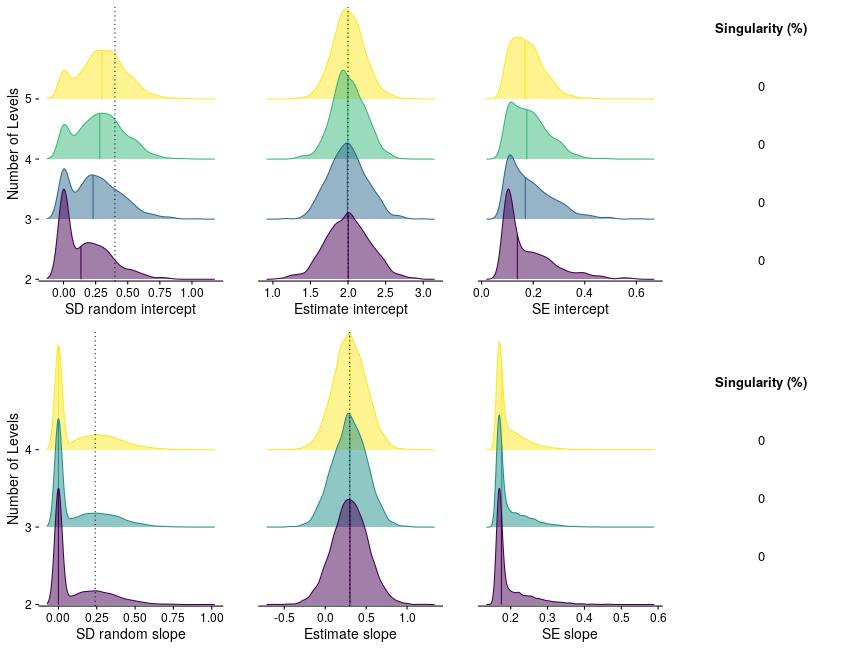 Singularity (%)
0
0
0
0
Number of Levels
5
4
3
2
0.00 0.25 0.50 0.75 1.00
SD random intercept
1.0 1.5 2.0 2.5 3.0
Estimate intercept
0.0 0.2 0.4 0.6
SE intercept
Singularity (%)
0
0
0
Number of Levels
4
3
2
0.00 0.25 0.50 0.75 1.00
SD random slope
-0.5 0.0 0.5 1.0
Estimate slope
0.2 0.3 0.4 0.5 0.6
SE slope